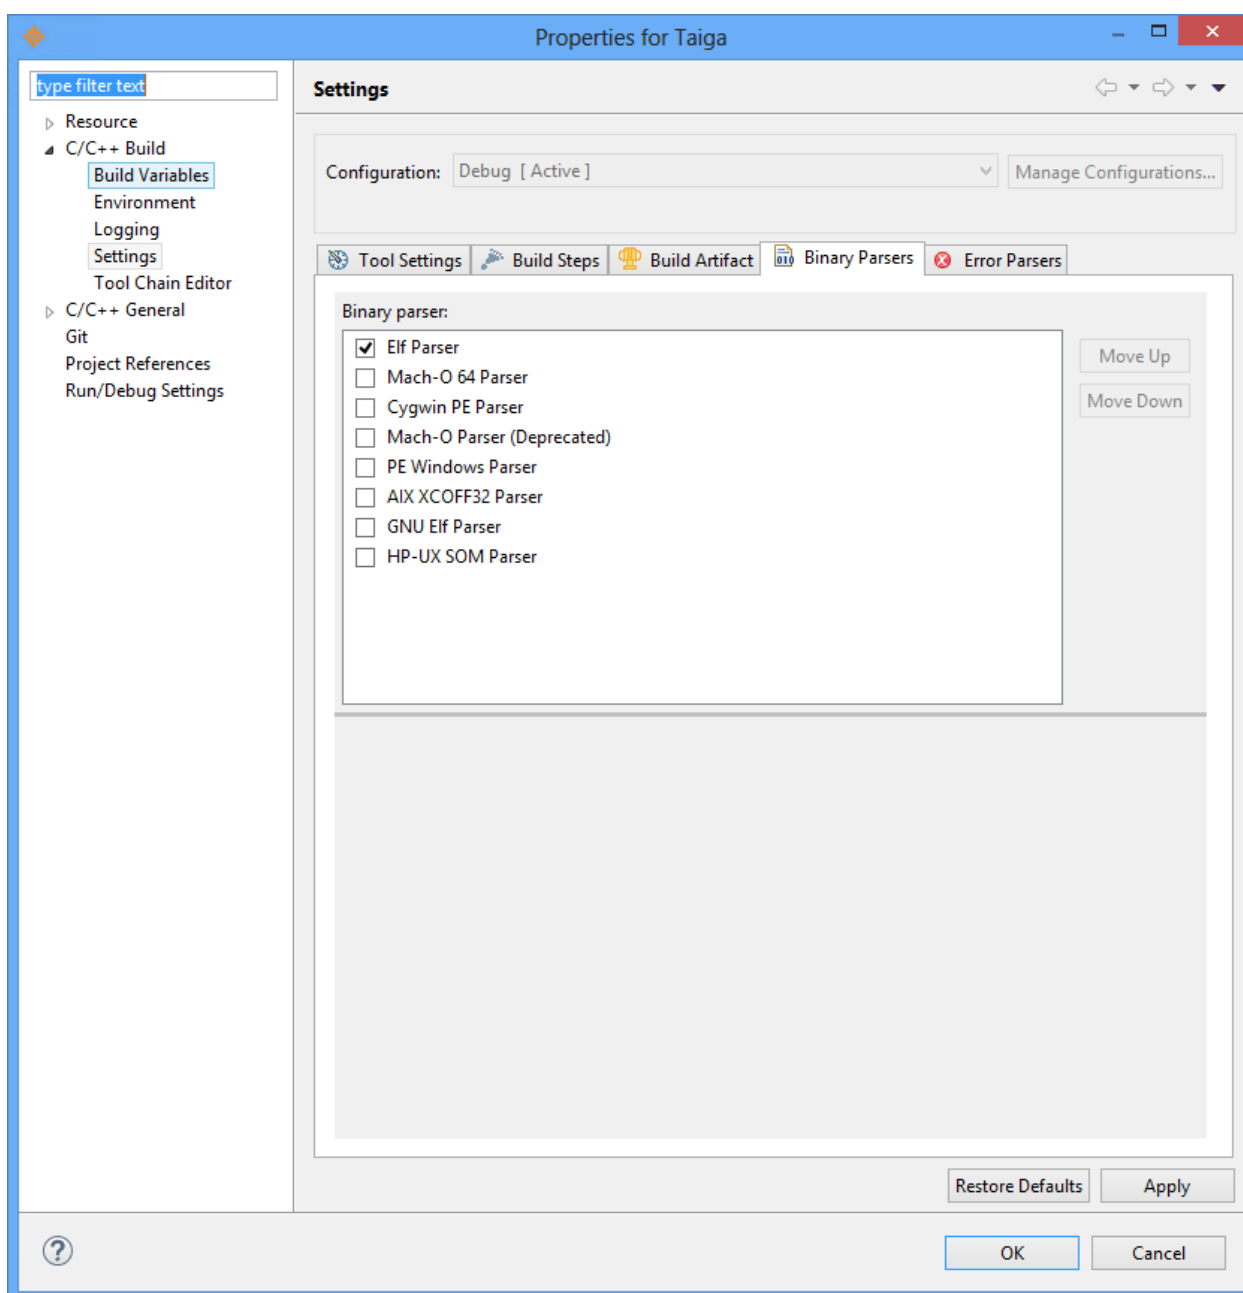 Properties for Taiga
type filter text
Resource
C/C++ Build
Build Variables
Environment
Logging
Settings
Tool Chain Editor
C/C++ General
Git
Project References
Run/Debug Settings
Settings
Configuration: Debug [ Active ] Manage Configurations...
Tool Settings Build Steps Build Artifact 010 Binary Parsers Error Parsers
Binary parser:
Elf Parser
Mach-O 64 Parser
Cygwin PE Parser
Mach-O Parser (Deprecated)
PE Windows Parser
AIX XCOFF32 Parser
GNU Elf Parser
HP-UX SOM Parser
Move Up
Move Down
Restore Defaults Apply
? OK Cancel